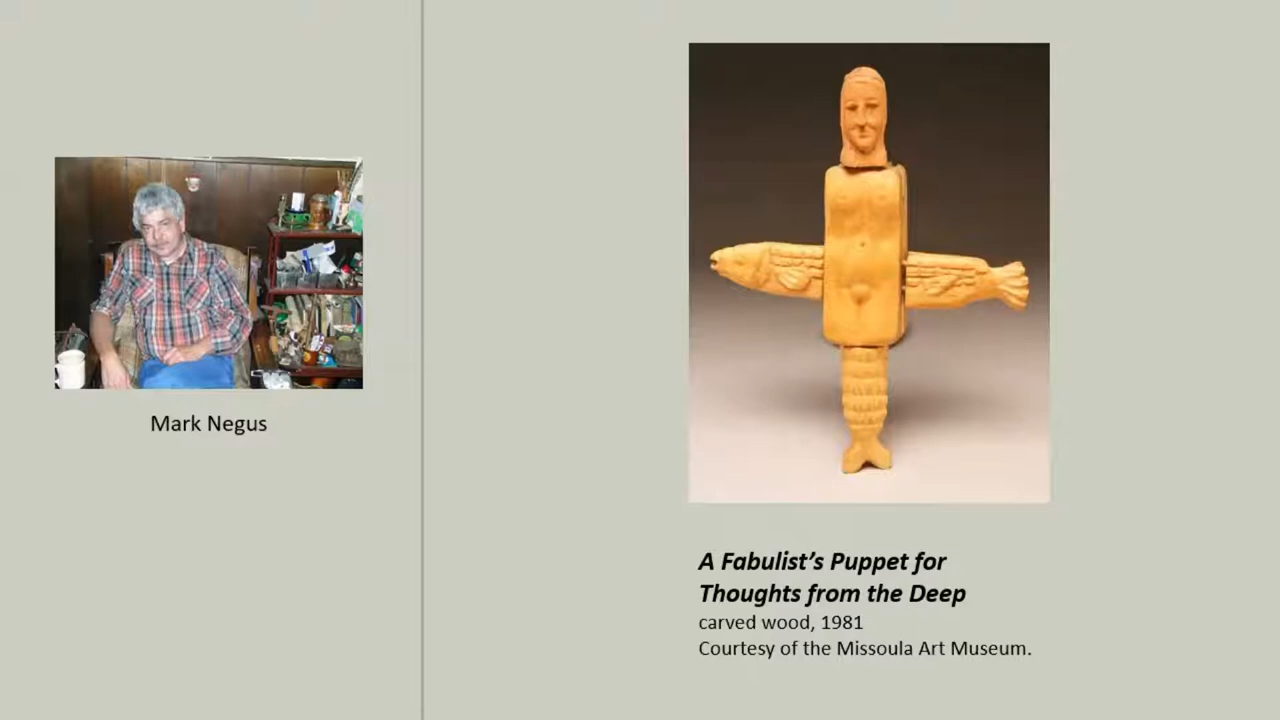 Mark Negus
A Fabulist’s Puppet for
Thoughts from the Deep
carved wood, 1981
Courtesy of the Missoula Art Museum.